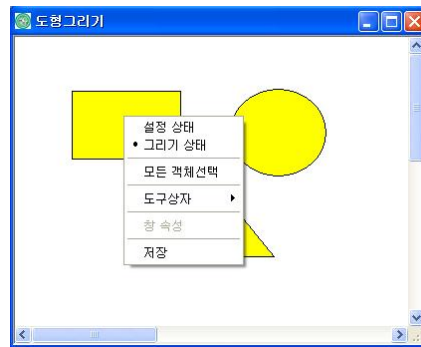 도형그리기
설정 상태
그리기 상태
모든 객체선택
도구상자
창 속성
저장